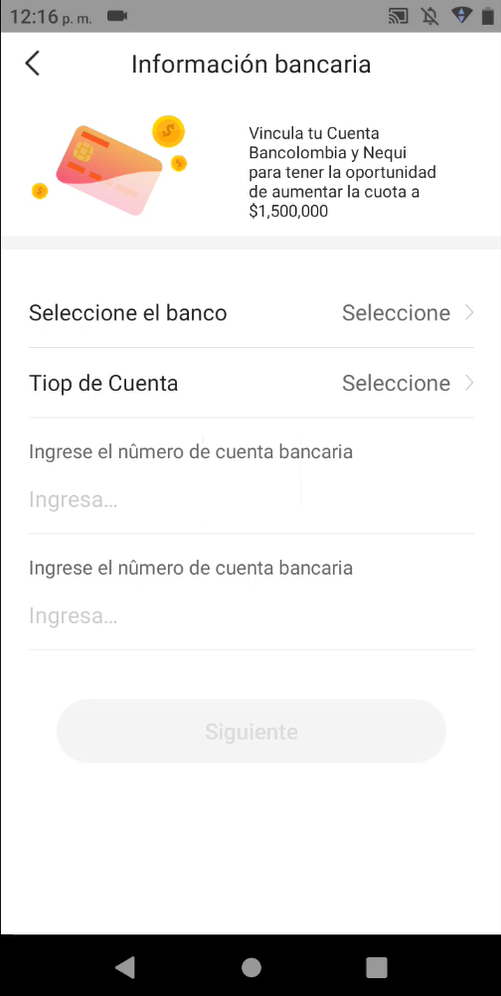 12:16 p. m.
Información bancaria
Vincula tu Cuenta
Bancolombia y Nequi
para tener la oportunidad
de aumentar la cuota a
$1,500,000
Seleccione el banco Seleccione
Tiop de Cuenta Seleccione
Ingrese el nûmero de cuenta bancaria
Ingresa...
Ingrese el nûmero de cuenta bancaria
Ingresa...
Siguiente